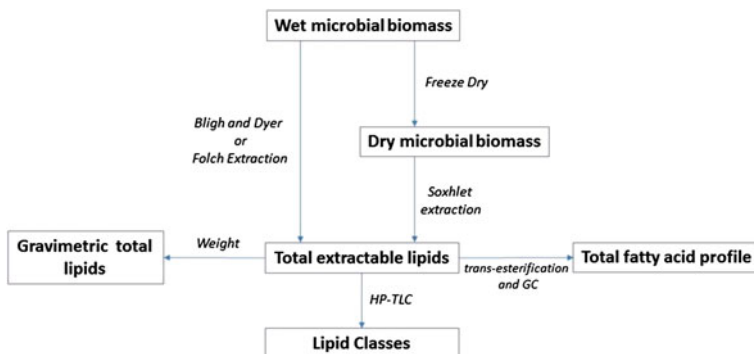 Wet microbial biomass
Freeze Dry
Bligh and Dyer
or
Folch Extraction
Dry microbial biomass
Soxhlet
extraction
Gravimetric total
lipids
Weight
Total extractable lipids
trans-esterification
and GC
Total fatty acid profile
HP-TLC
Lipid Classes